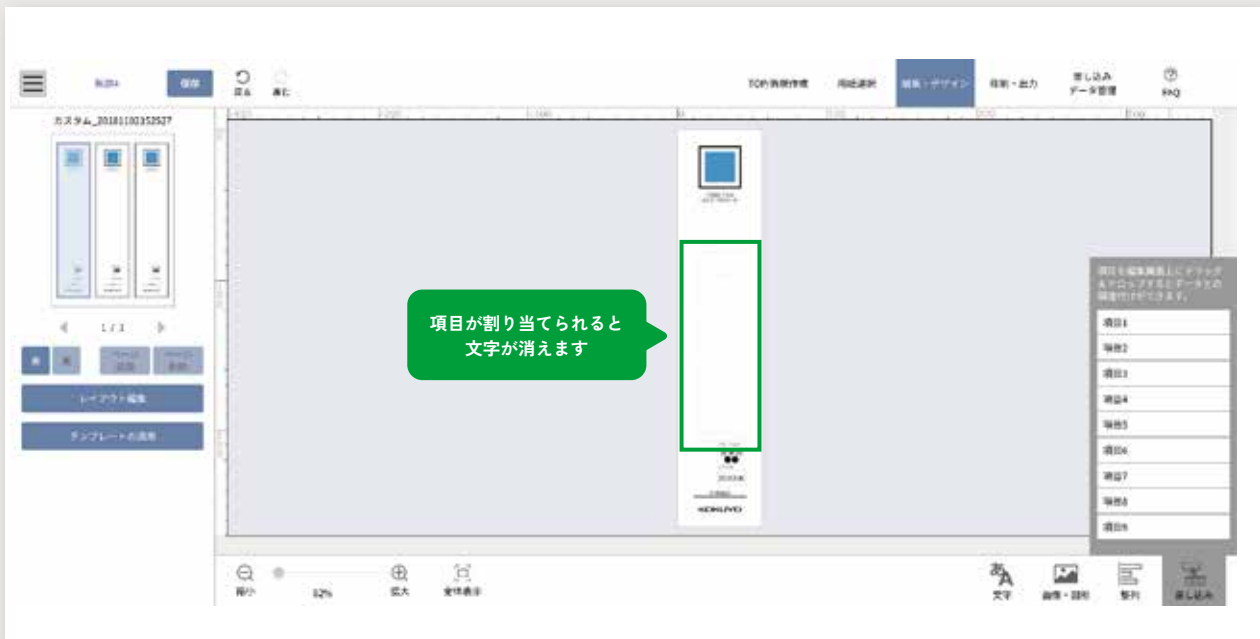 保存
戻る
進む
TOP/新規作成
用紙選択
編集・デザイン
印刷・出力
差し込み
データ管理
FAQ
カスタム_20181102352527
項目が割り当てられると
文字が消えます
1 / 1
レイアウト編集
テンプレートの適用
項目を編集画面上にドラッグ
&ドロップするとデータとの
関連付けができます。
項目1
項目2
項目3
項目4
項目5
項目6
項目7
項目8
項目9
KOKUYO
縮小
52%
拡大
全体表示
文字
画像・図形
整列
差し込み